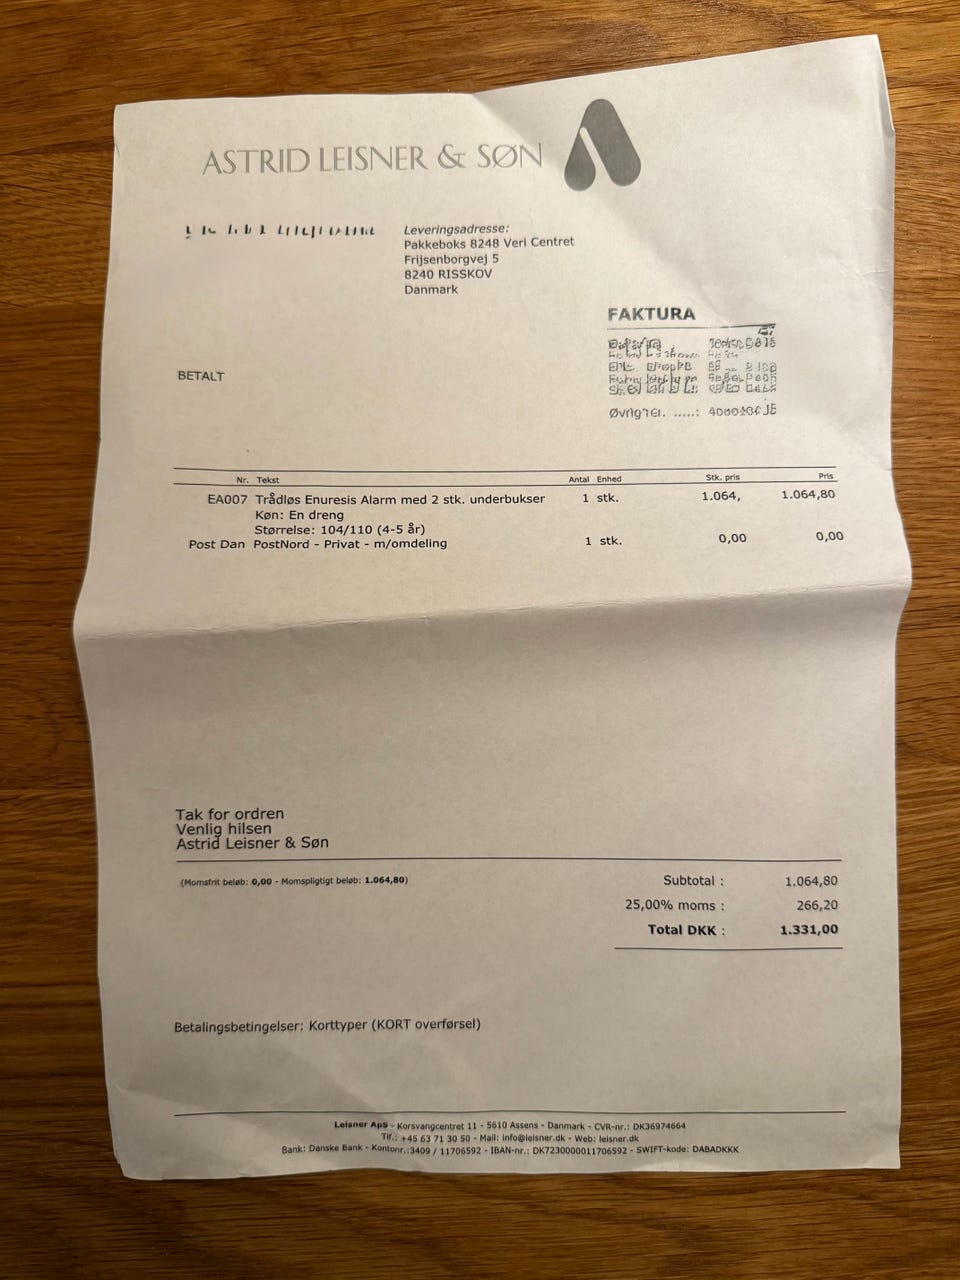 ASTRID LEISNER & SØN
Leveringsadresse:
Pakkeboks 8248 Veri Centret
Frijsenborgvej 5
8240 RISSKOV
Danmark
FAKTURA
BETALT
Nr. Tekst Antal Enhed Stk. pris Pris
EA007 Trådløs Enuresis Alarm med 2 stk. underbukser 1 stk. 1.064, 1.064,80
Køn: En dreng
Størrelse: 104/110 (4-5 år)
Post Dan PostNord - Privat - m/omdeling 1 stk. 0,00 0,00
Tak for ordren
Venlig hilsen
Astrid Leisner & Søn
(Momsfrit beløb: 0,00 - Momspligtigt beløb: 1.064,80)
Subtotal : 1.064,80
25,00% moms : 266,20
Total DKK : 1.331,00
Betalingsbetingelser: Korttyper (KORT overførsel)
Leisner Aps - Korsvangcentret 11 - 5610 Assens - Danmark - CVR-nr.: DK36974664
Tlf.: +45 63 71 30 50 - Mail: info@leisner.dk - Web: leisner.dk
Bank: Danske Bank - Kontonr.:3409 / 11706592 - IBAN-nr.: DK7230000011706592 - SWIFT-kode: DABADKKK